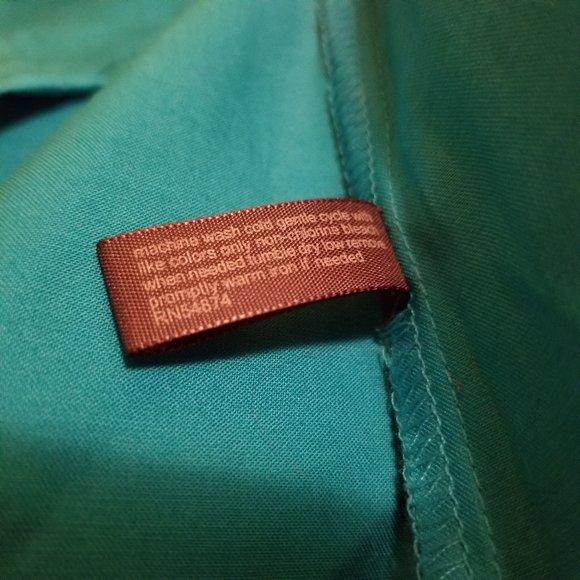 machine wash cold gentle cycle with
like colors only non-chlorine bleach
when needed tumble dry low remove
promptly warm iron if needed
RN54874